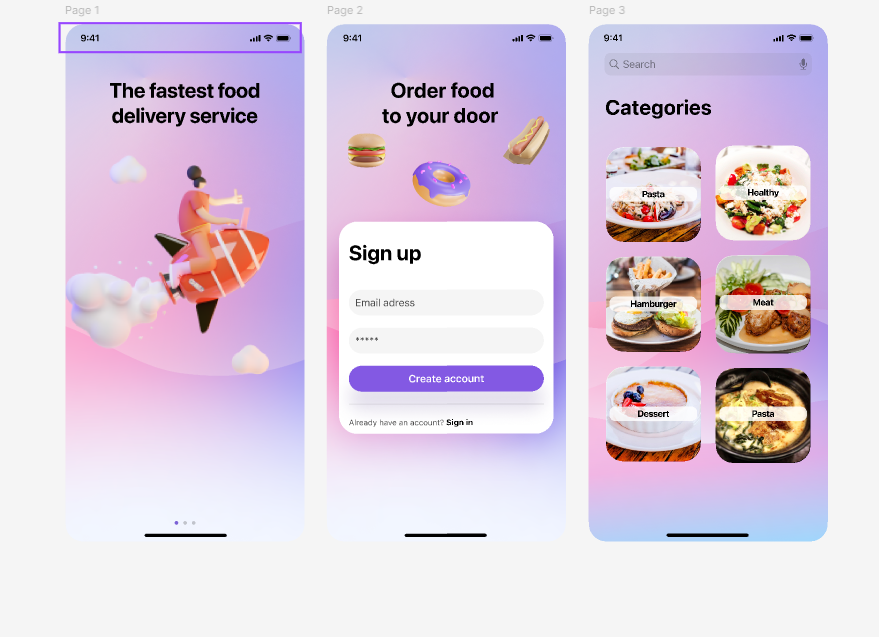 Page 1
9:41
The fastest food
delivery service
Page 2
9:41
Order food
to your door
Sign up
Email adress
*****
Create account
Already have an account? Sign in
Page 3
9:41
Search
Categories
Pasta
Healthy
Hamburger
Meat
Dessert
Pasta